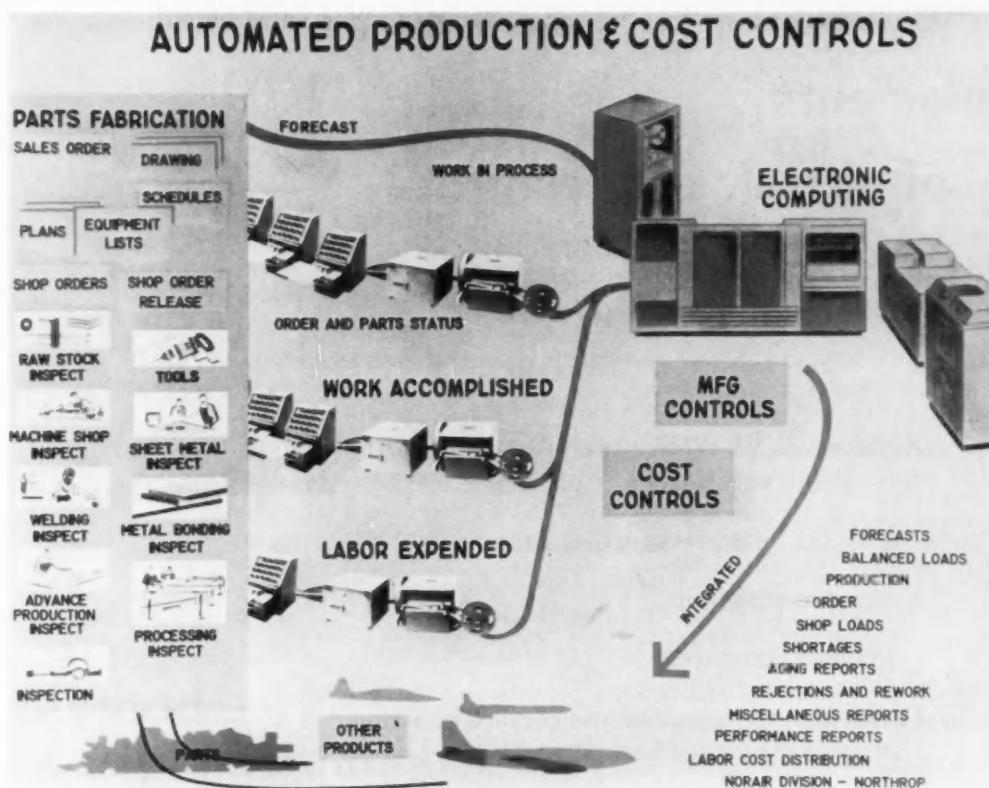 AUTOMATED PRODUCTION & COST CONTROLS
PARTS FABRICATION
SALES ORDER
DRAWING
SCHEDULES
PLANS
EQUIPMENT
LISTS
SHOP ORDERS
SHOP ORDER
RELEASE
RAW STOCK
INSPECT
TOOLS
MACHINE SHOP
INSPECT
SHEET METAL
INSPECT
WELDING
INSPECT
METAL BONDING
INSPECT
ADVANCE
PRODUCTION
INSPECT
PROCESSING
INSPECT
INSPECTION
PARTS
FORECAST
WORK IN PROCESS
ORDER AND PARTS STATUS
WORK ACCOMPLISHED
LABOR EXPENDED
OTHER
PRODUCTS
ELECTRONIC
COMPUTING
MFG
CONTROLS
COST
CONTROLS
INTEGRATED
FORECASTS
BALANCED LOADS
PRODUCTION
ORDER
SHOP LOADS
SHORTAGES
AGING REPORTS
REJECTIONS AND REWORK
MISCELLANEOUS REPORTS
PERFORMANCE REPORTS
LABOR COST DISTRIBUTION
NORAIR DIVISION – NORTHROP